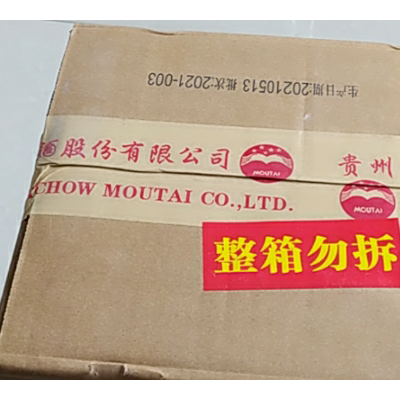 生产日期:20210513 批次:2021-003
酒股份有限公司
MOUTAI
贵州
CHOW MOUTAI CO.,LTD.
MOUTAI
整箱勿拆